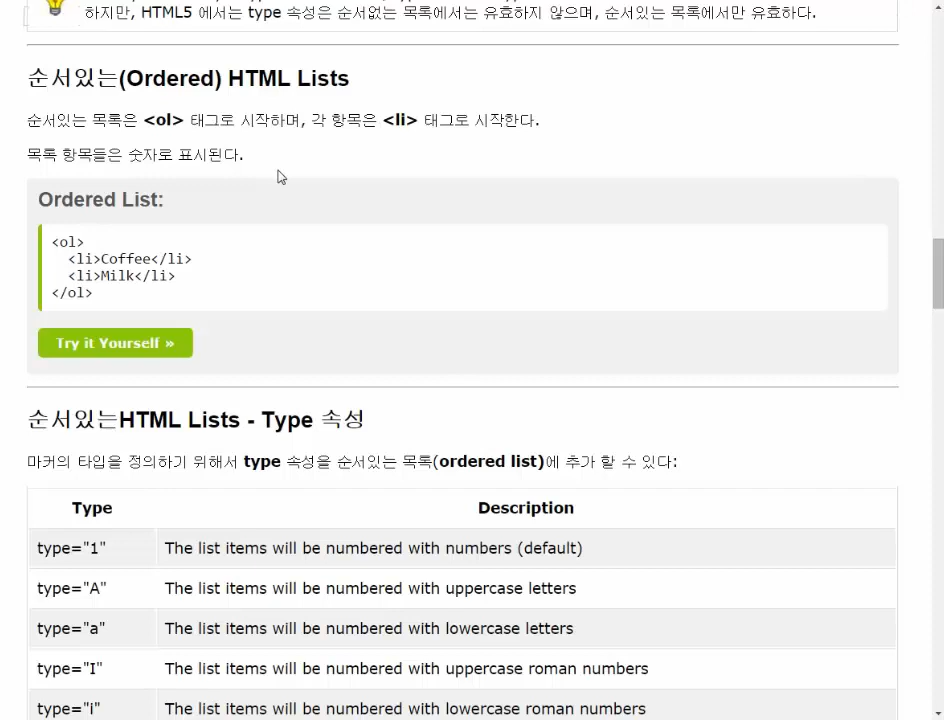 하지만, HTML5 에서는 type 속성은 순서없는 목록에서는 유효하지 않으며, 순서있는 목록에서만 유효하다.
순서있는(Ordered) HTML Lists
순서있는 목록은 <ol> 태그로 시작하며, 각 항목은 <li> 태그로 시작한다.
목록 항목들은 숫자로 표시된다.
Ordered List:
<ol>
  <li>Coffee</li>
  <li>Milk</li>
</ol>
Try it Yourself »
순서있는HTML Lists - Type 속성
마커의 타입을 정의하기 위해서 type 속성을 순서있는 목록(ordered list)에 추가 할 수 있다:
Type Description
type="1" The list items will be numbered with numbers (default)
type="A" The list items will be numbered with uppercase letters
type="a" The list items will be numbered with lowercase letters
type="I" The list items will be numbered with uppercase roman numbers
type="i" The list items will be numbered with lowercase roman numbers